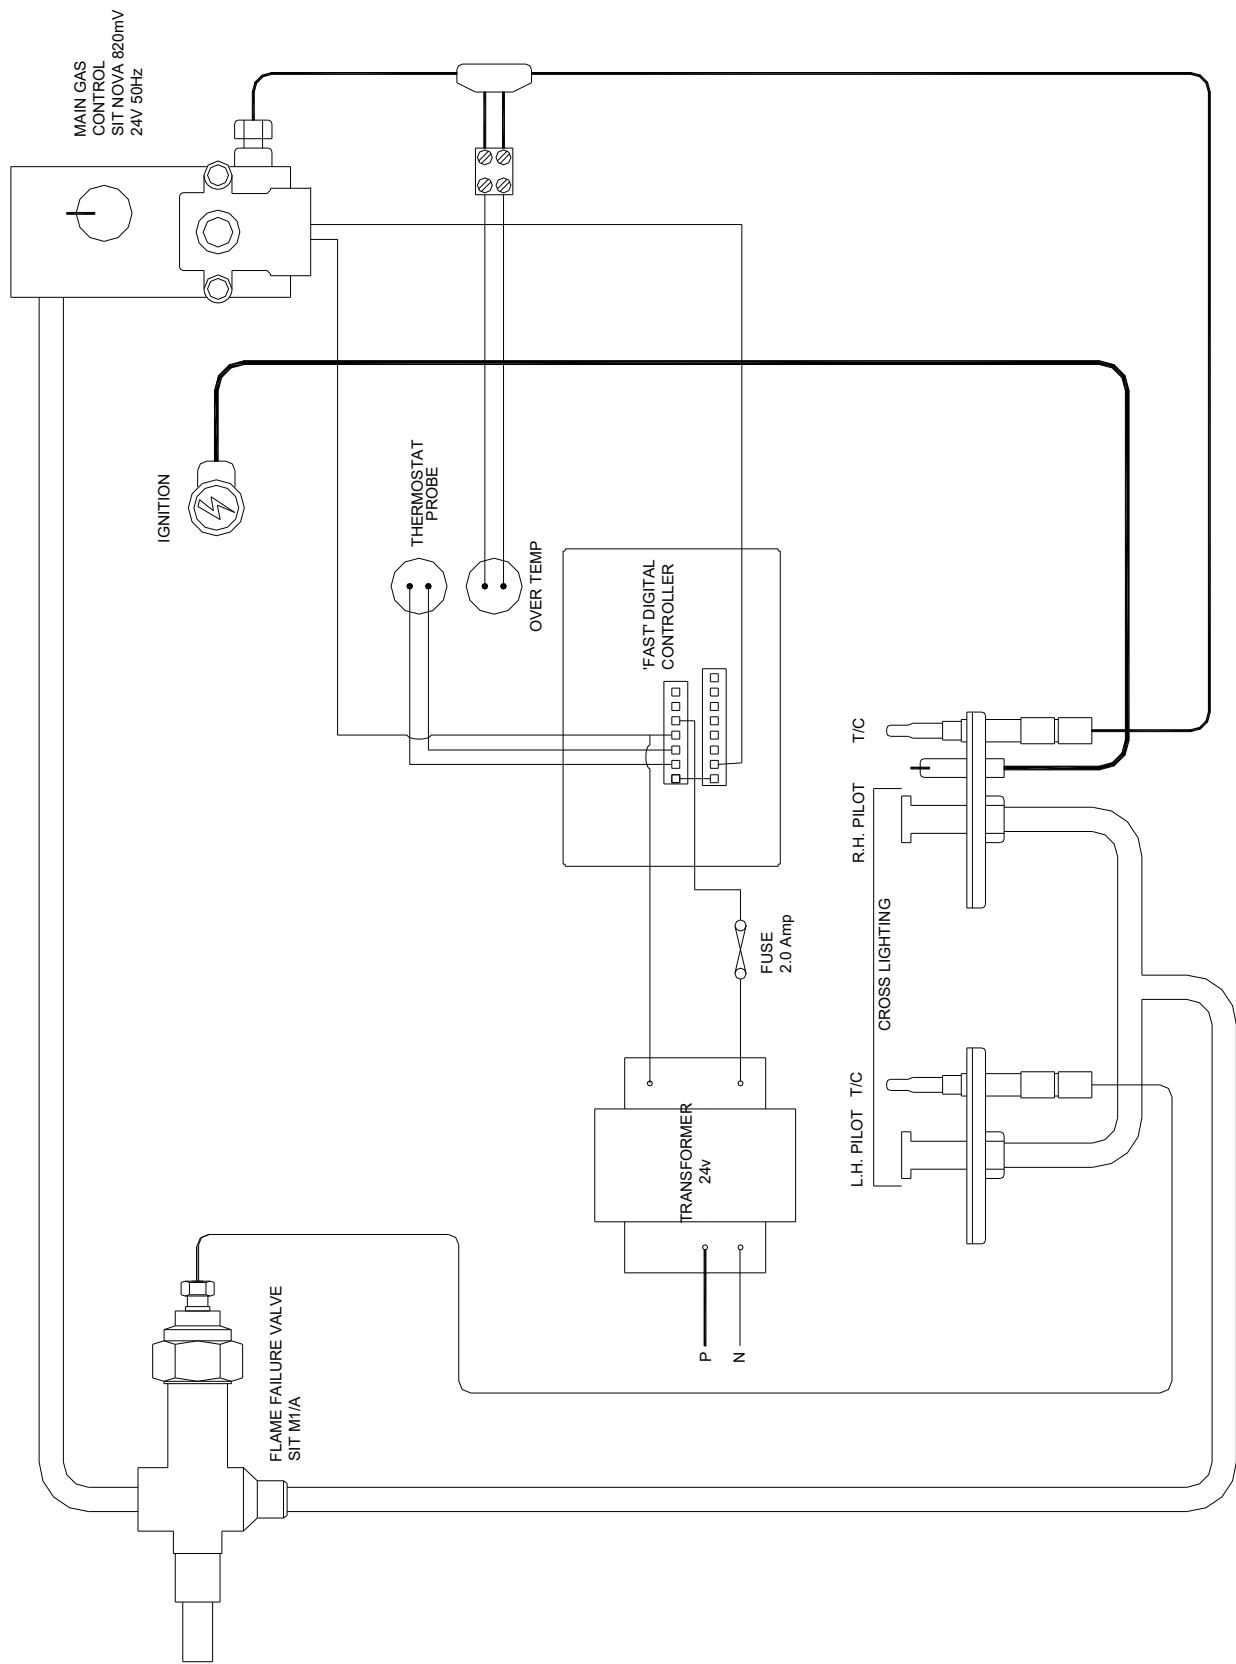 MAIN GAS
CONTROL
SIT NOVA 820mV
24V 50Hz
IGNITION
THERMOSTAT
PROBE
OVER TEMP
'FAST' DIGITAL
CONTROLLER
T/C
R.H. PILOT
CROSS LIGHTING
L.H. PILOT T/C
FUSE
2.0 Amp
TRANSFORMER
24v
P
N
FLAME FAILURE VALVE
SIT M1/A